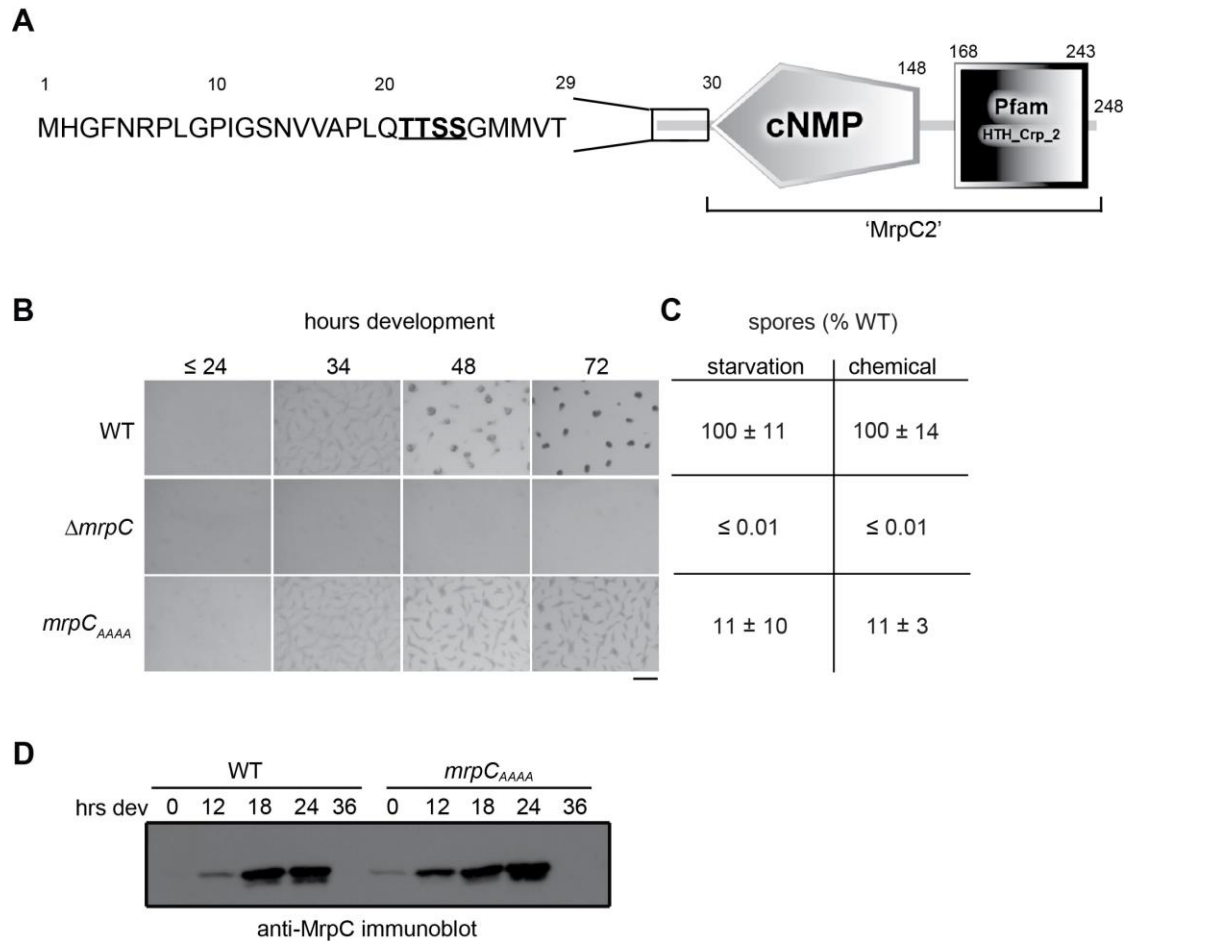 A
1 10 20 29 30 148 168 243
MHGFNRPLGPIGSNVVAPLQTTSSGMMVT
cNMP
Pfam
HTH_Crp_2
248
'MrpC2'
B
hours development
≤ 24 34 48 72
WT
ΔmrpC
mrpC_AAAA
C
spores (% WT)
starvation chemical
100 ± 11 100 ± 14
≤ 0.01 ≤ 0.01
11 ± 10 11 ± 3
D
WT mrpC_AAAA
hrs dev 0 12 18 24 36 0 12 18 24 36
anti-MrpC immunoblot